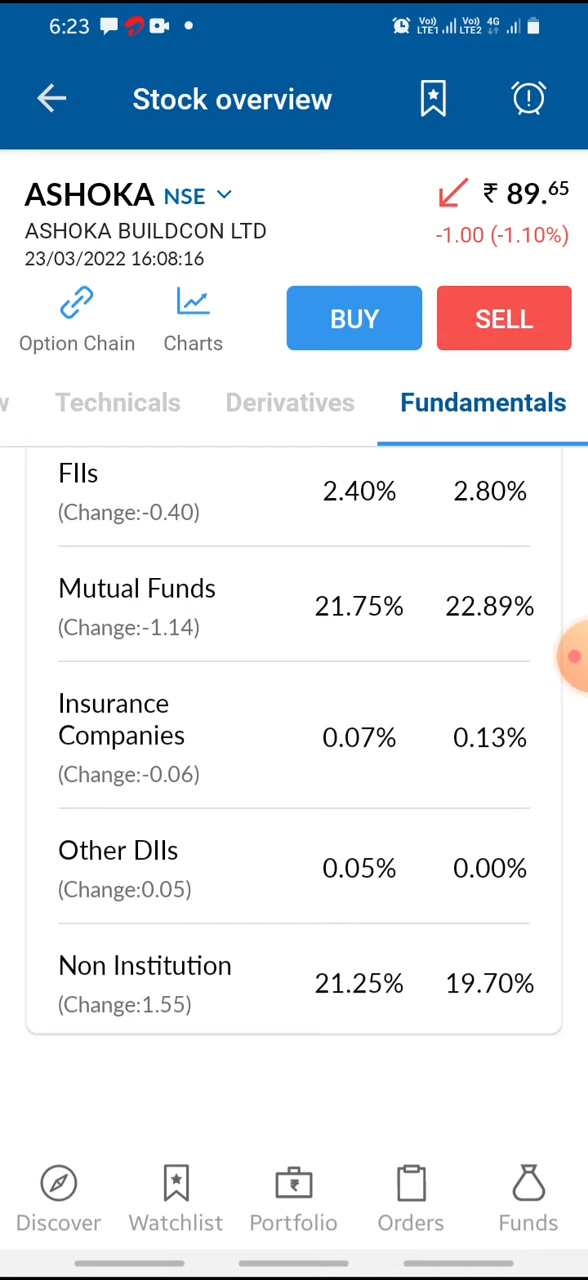 6:23
Vo) LTE1 Vo) LTE2 4G
Stock overview
ASHOKA NSE
₹ 89.65
ASHOKA BUILDCON LTD
-1.00 (-1.10%)
23/03/2022 16:08:16
Option Chain
Charts
BUY
SELL
Technicals Derivatives Fundamentals
FIIs
2.40% 2.80%
(Change:-0.40)
Mutual Funds
21.75% 22.89%
(Change:-1.14)
Insurance
Companies
0.07% 0.13%
(Change:-0.06)
Other DIIs
0.05% 0.00%
(Change:0.05)
Non Institution
21.25% 19.70%
(Change:1.55)
Discover Watchlist Portfolio Orders Funds